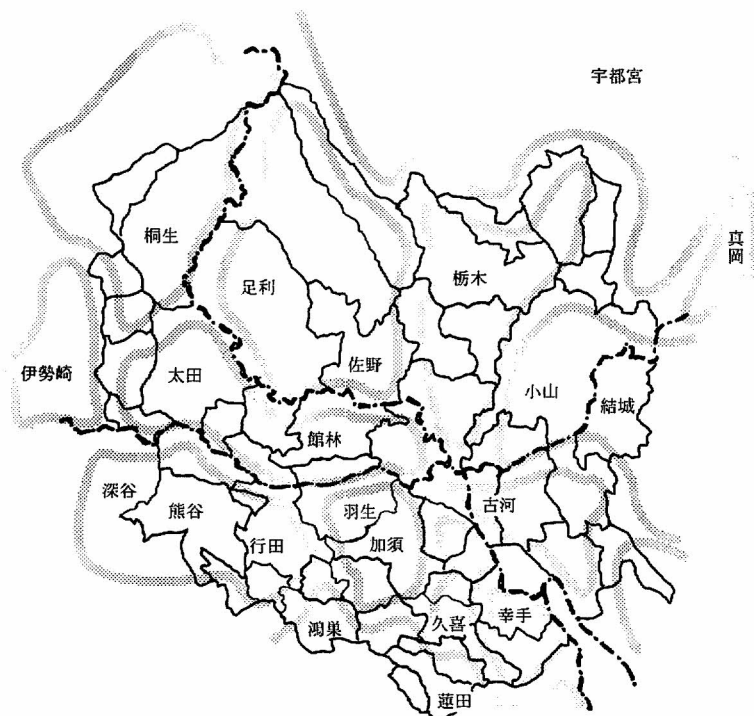 宇都宮
真岡
桐生
足利
栃木
伊勢崎
太田
佐野
小山
結城
館林
深谷
熊谷
羽生
古河
行田
加須
鴻巣
久喜
幸手
蓮田